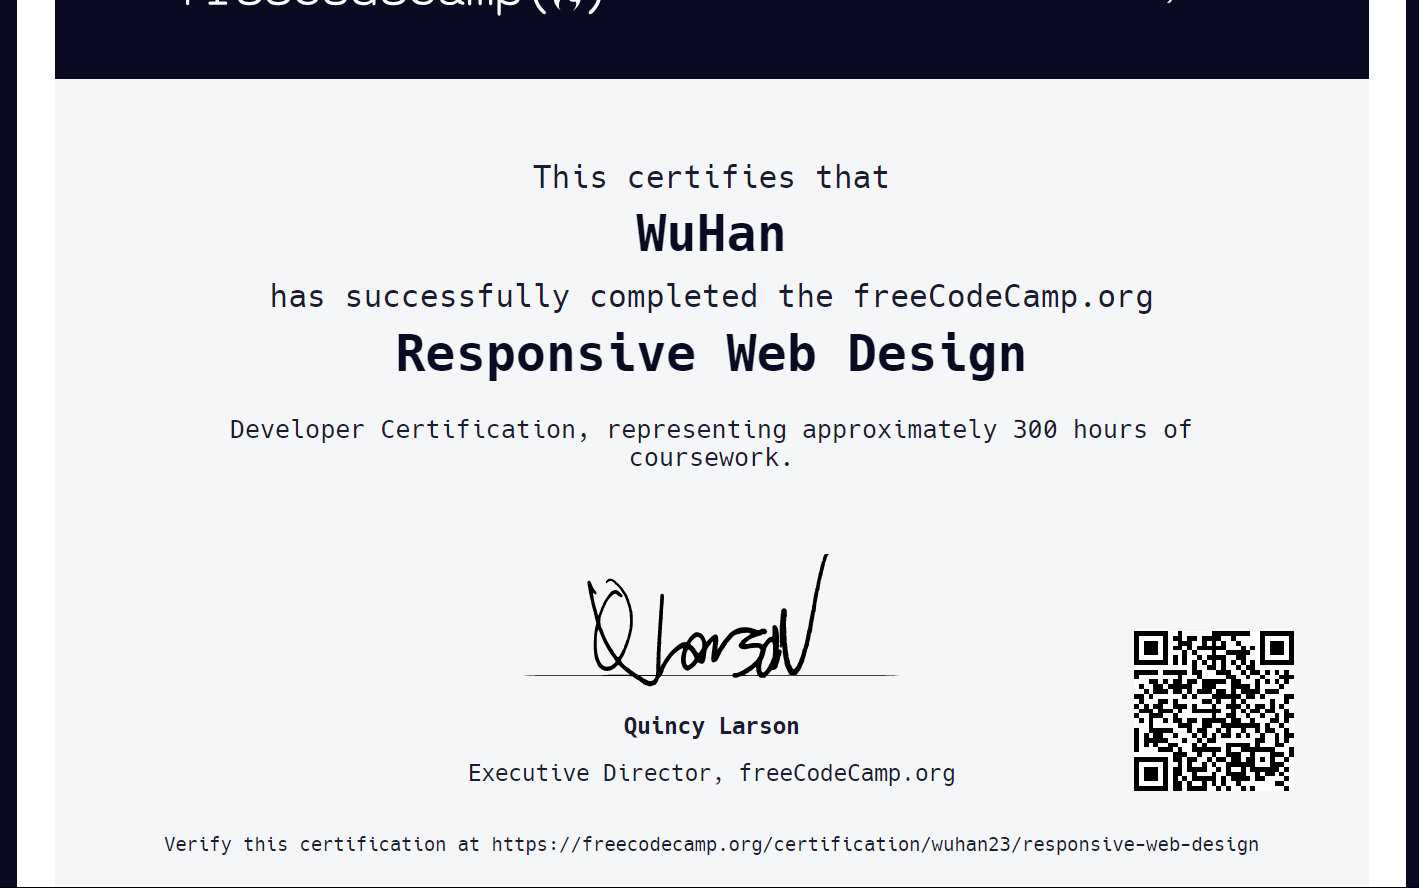 freeCodeCamp(🔥)
This certifies that
WuHan
has successfully completed the freeCodeCamp.org
Responsive Web Design
Developer Certification, representing approximately 300 hours of
coursework.
Quincy Larson
Executive Director, freeCodeCamp.org
Verify this certification at https://freecodecamp.org/certification/wuhan23/responsive-web-design